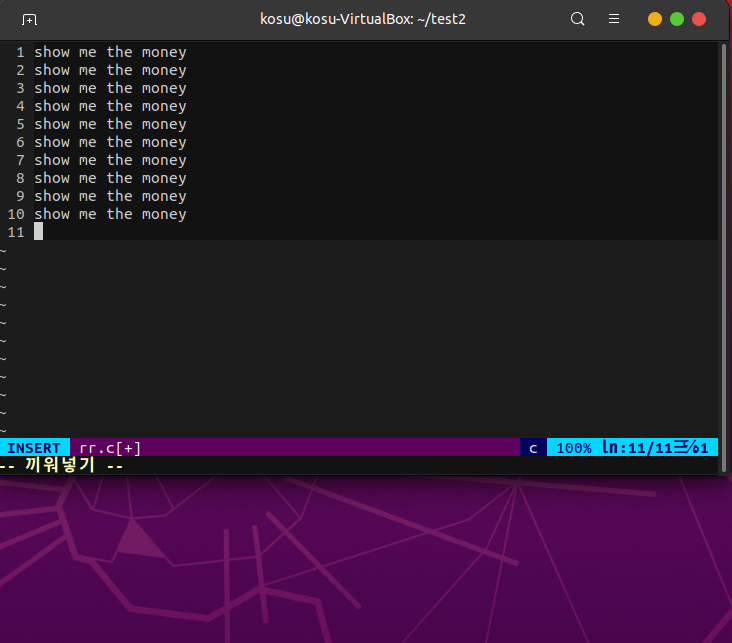 kosu@kosu-VirtualBox: ~/test2
1 show me the money
2 show me the money
3 show me the money
4 show me the money
5 show me the money
6 show me the money
7 show me the money
8 show me the money
9 show me the money
10 show me the money
11
~
~
~
~
~
~
~
~
~
~
~
INSERT rr.c[+] c 100% ln:11/11☰℅1
-- 끼워넣기 --